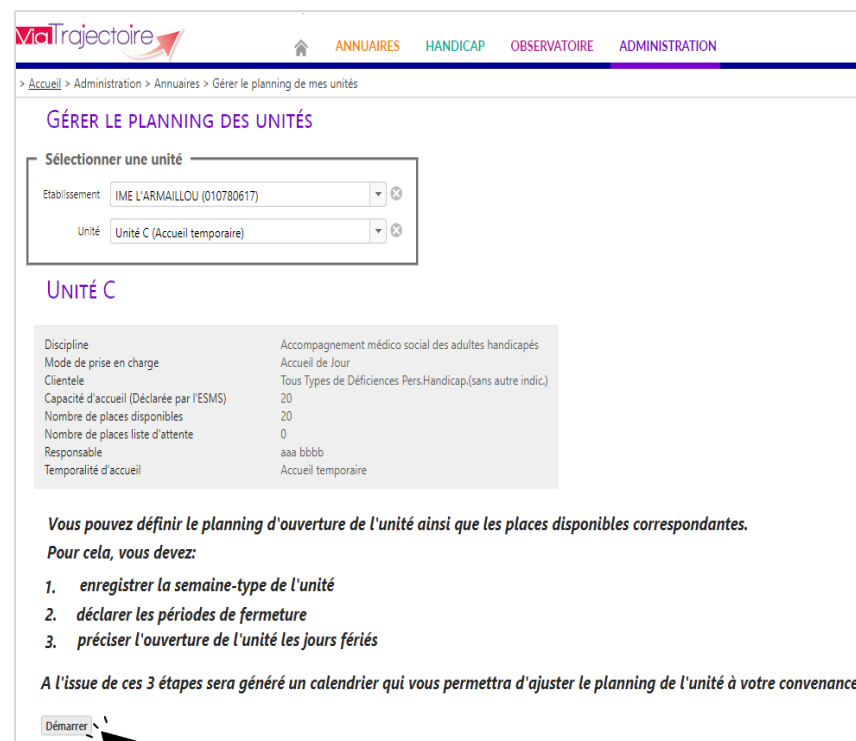 ViaTrajectoire
ANNUAIRES HANDICAP OBSERVATOIRE ADMINISTRATION
> Accueil > Administration > Annuaires > Gérer le planning de mes unités
GÉRER LE PLANNING DES UNITÉS
Sélectionner une unité
Etablissement IME L'ARMAILLOU (010780617)
Unité Unité C (Accueil temporaire)
UNITÉ C
Discipline Accompagnement médico social des adultes handicapés
Mode de prise en charge Accueil de Jour
Clientele Tous Types de Déficiences Pers.Handicap.(sans autre indic.)
Capacité d'accueil (Déclarée par l'ESMS) 20
Nombre de places disponibles 20
Nombre de places liste d'attente 0
Responsable aaa bbbb
Temporalité d'accueil Accueil temporaire
Vous pouvez définir le planning d'ouverture de l'unité ainsi que les places disponibles correspondantes.
Pour cela, vous devez:
1. enregistrer la semaine-type de l'unité
2. déclarer les périodes de fermeture
3. préciser l'ouverture de l'unité les jours fériés
A l'issue de ces 3 étapes sera généré un calendrier qui vous permettra d'ajuster le planning de l'unité à votre convenance
Démarrer